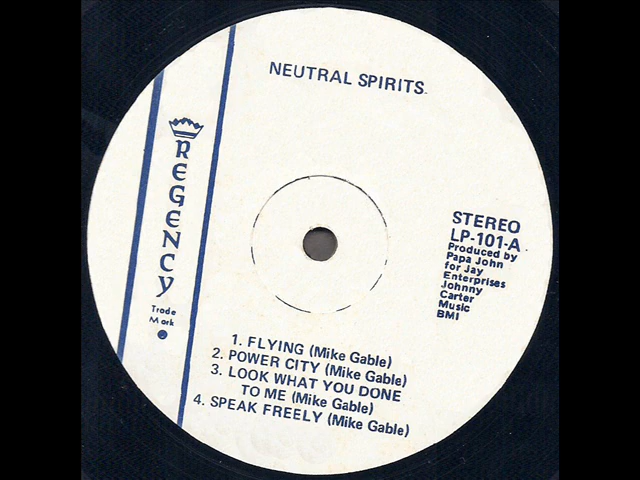 NEUTRAL SPIRITS
REGENCY
Trade
Mark
®
STEREO
LP-101-A
Produced by
Papa John
for Jay
Enterprises
Johnny
Carter
Music
BMI
1. FLYING (Mike Gable)
2. POWER CITY (Mike Gable)
3. LOOK WHAT YOU DONE
TO ME (Mike Gable)
4. SPEAK FREELY (Mike Gable)